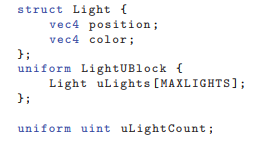 struct Light {
    vec4 position;
    vec4 color;
};
uniform LightUBlock {
    Light uLights[MAXLIGHTS];
};

uniform uint uLightCount;